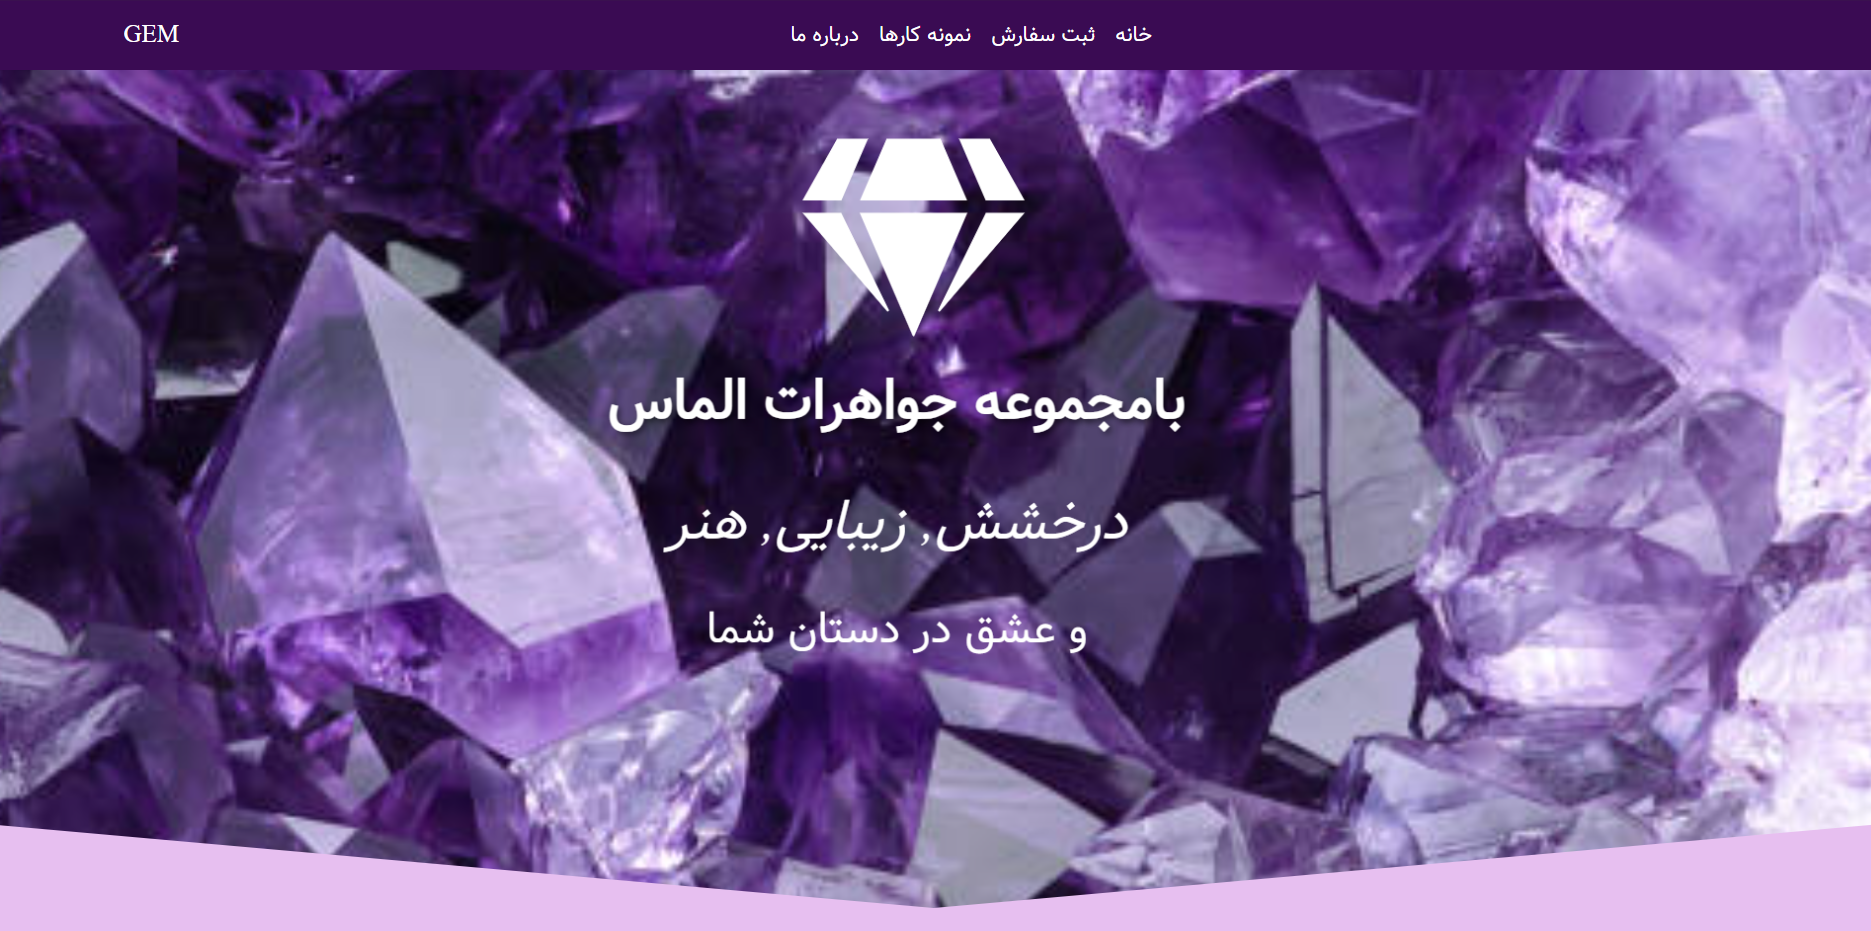 GEM
خانه ثبت سفارش نمونه کارها درباره ما
بامجموعه جواهرات الماس
درخشش, زیبایی, هنر
و عشق در دستان شما